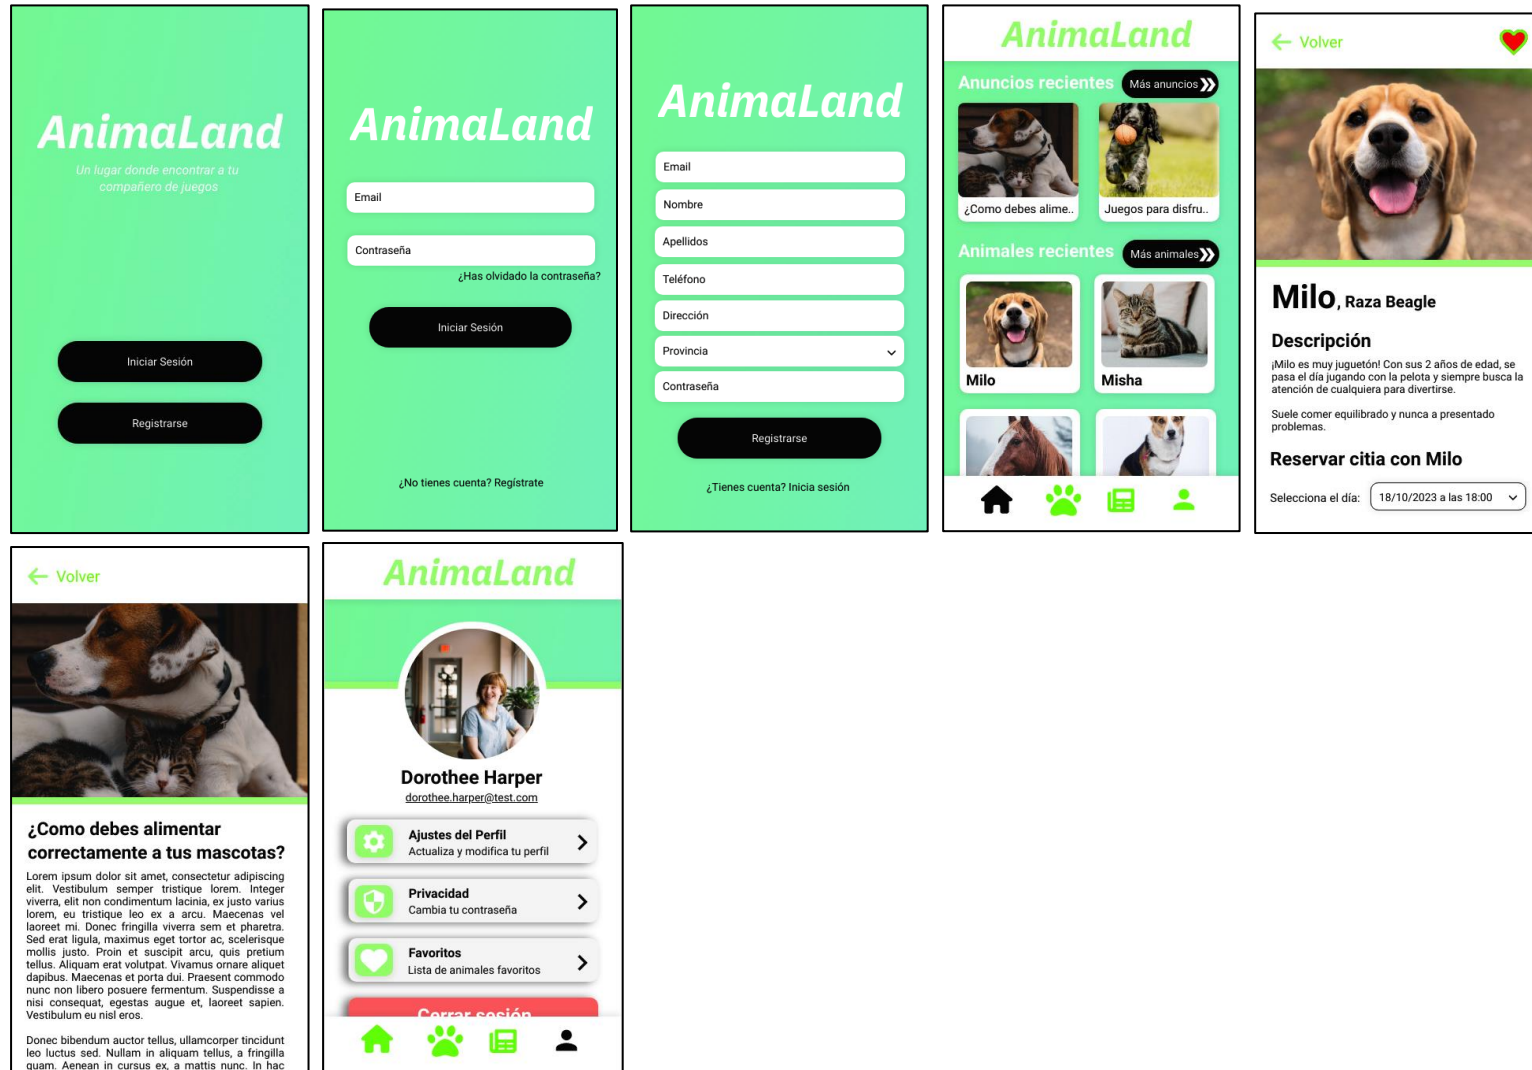 AnimaLand
Un lugar donde encontrar a tu
compañero de juegos
Iniciar Sesión
Registrarse
AnimaLand
Email
Contraseña
¿Has olvidado la contraseña?
Iniciar Sesión
¿No tienes cuenta? Regístrate
AnimaLand
Email
Nombre
Apellidos
Teléfono
Dirección
Provincia
Contraseña
Registrarse
¿Tienes cuenta? Inicia sesión
AnimaLand
Anuncios recientes
Más anuncios
¿Como debes alime..
Juegos para disfru..
Animales recientes
Más animales
Milo
Misha
Volver
Milo, Raza Beagle
Descripción
¡Milo es muy juguetón! Con sus 2 años de edad, se
pasa el día jugando con la pelota y siempre busca la
atención de cualquiera para divertirse.
Suele comer equilibrado y nunca a presentado
problemas.
Reservar citia con Milo
Selecciona el día:
18/10/2023 a las 18:00
Volver
¿Como debes alimentar
correctamente a tus mascotas?
Lorem ipsum dolor sit amet, consectetur adipiscing
elit. Vestibulum semper tristique lorem. Integer
viverra, elit non condimentum lacinia, ex justo varius
lorem, eu tristique leo ex a arcu. Maecenas vel
laoreet mi. Donec fringilla viverra sem et pharetra.
Sed erat ligula, maximus eget tortor ac, scelerisque
mollis justo. Proin et suscipit arcu, quis pretium
tellus. Aliquam erat volutpat. Vivamus ornare aliquet
dapibus. Maecenas et porta dui. Praesent commodo
nunc non libero posuere fermentum. Suspendisse a
nisi consequat, egestas augue et, laoreet sapien.
Vestibulum eu nisl eros.
Donec bibendum auctor tellus, ullamcorper tincidunt
leo luctus sed. Nullam in aliquam tellus, a fringilla
quam. Aenean in cursus ex, a mattis nunc. In hac
AnimaLand
Dorothee Harper
dorothee.harper@test.com
Ajustes del Perfil
Actualiza y modifica tu perfil
Privacidad
Cambia tu contraseña
Favoritos
Lista de animales favoritos
Cerrar sesión